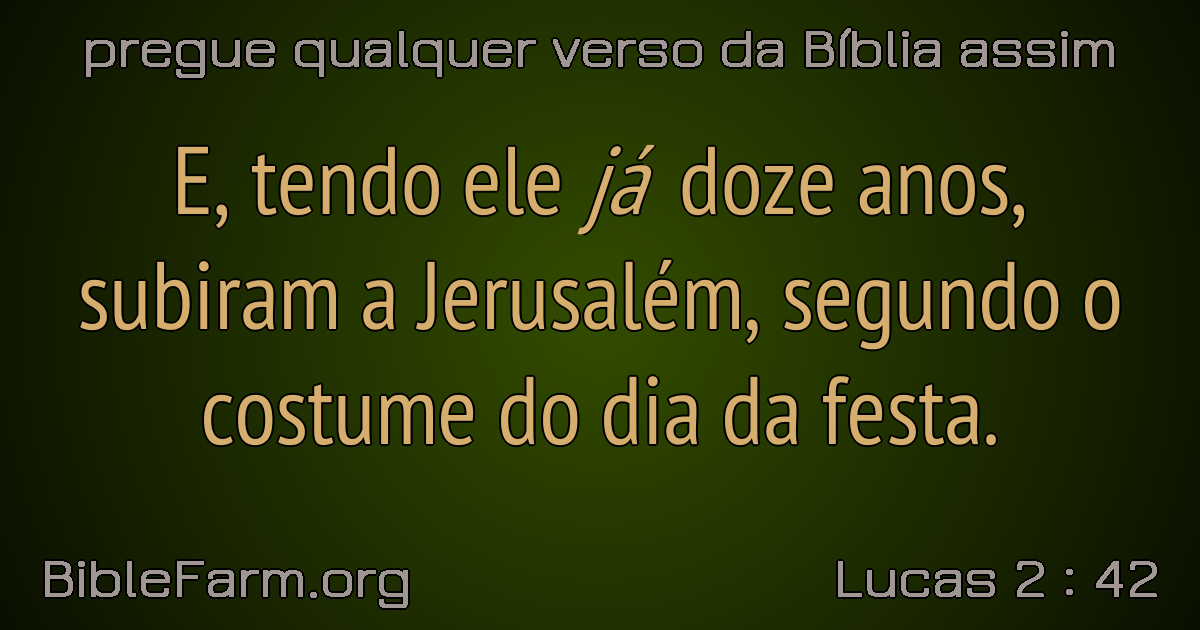 pregue qualquer verso da Bíblia assim
E, tendo ele já doze anos,
subiram a Jerusalém, segundo o
costume do dia da festa.
BibleFarm.org
Lucas 2 : 42